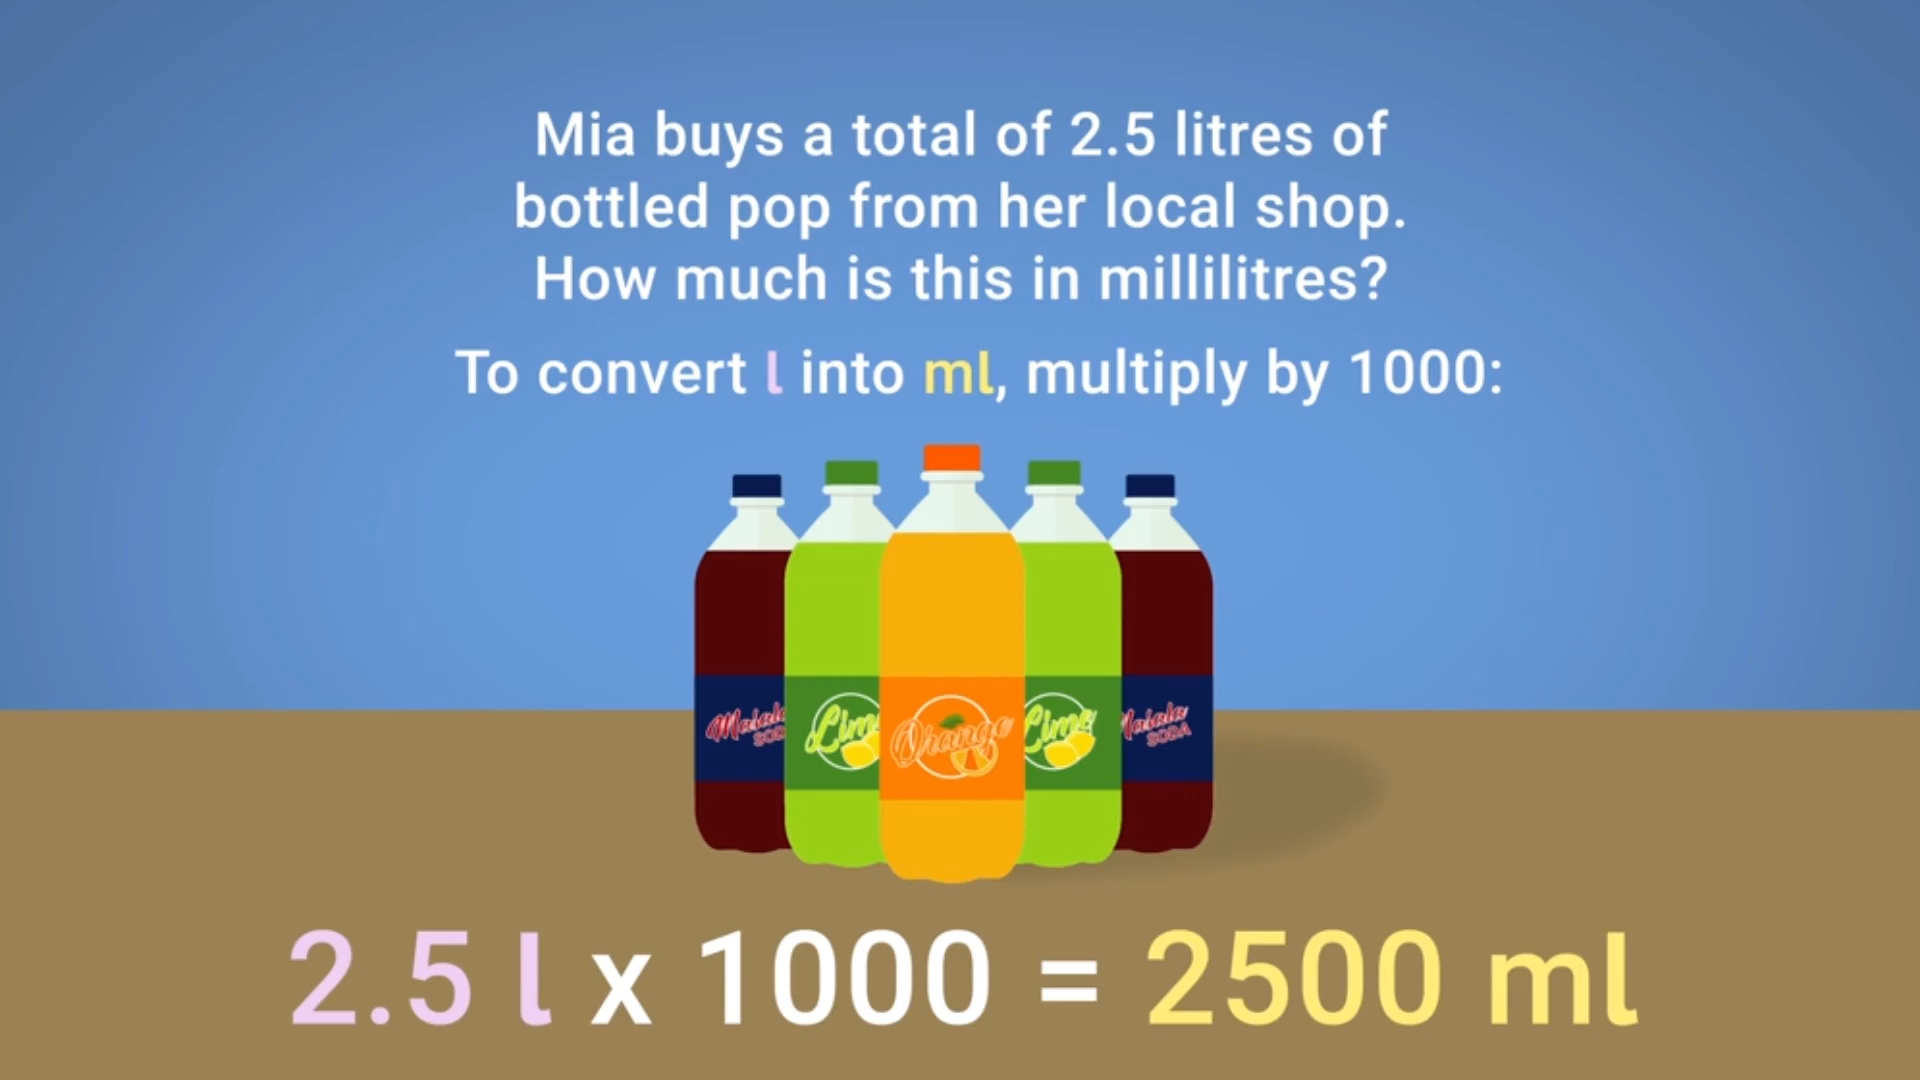 Mia buys a total of 2.5 litres of
bottled pop from her local shop.
How much is this in millilitres?
To convert l into ml, multiply by 1000:
Lime
Orange
Lime
Masala
SODA
2.5 l x 1000 = 2500 ml